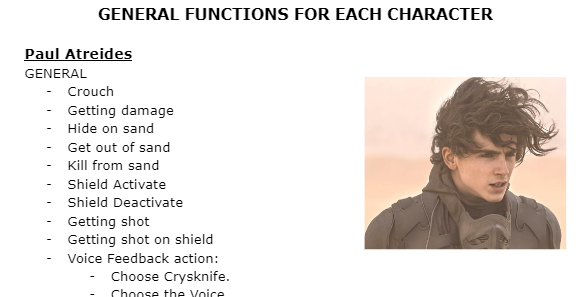 GENERAL FUNCTIONS FOR EACH CHARACTER
Paul Atreides
GENERAL
- Crouch
- Getting damage
- Hide on sand
- Get out of sand
- Kill from sand
- Shield Activate
- Shield Deactivate
- Getting shot
- Getting shot on shield
- Voice Feedback action:
- Choose Crysknife.
- Choose the Voice